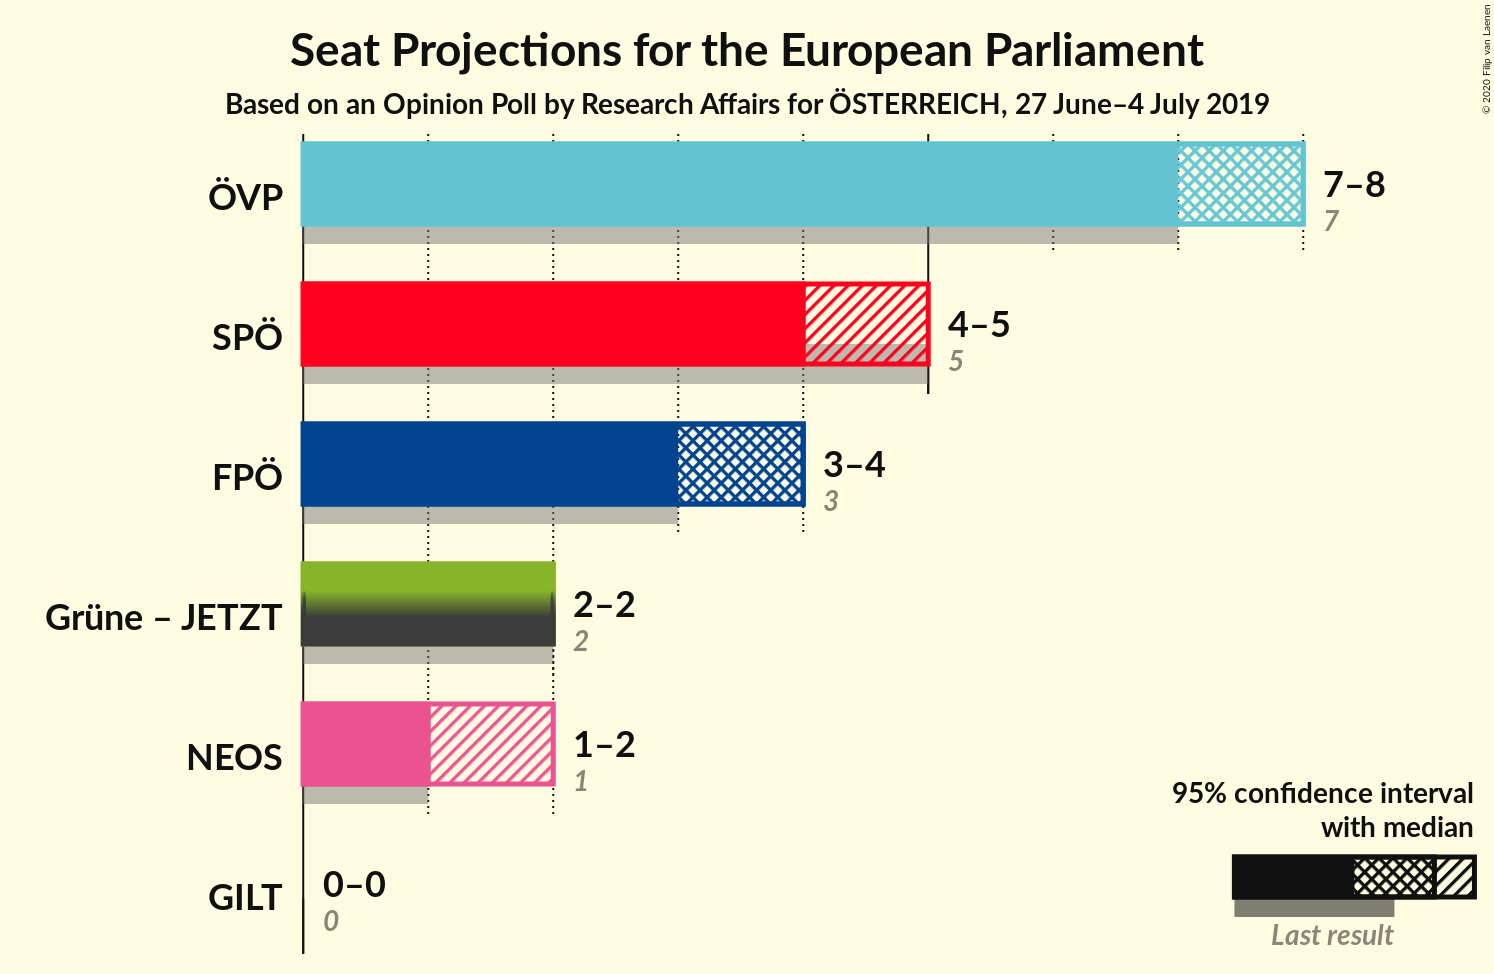 Seat Projections for the European Parliament
Based on an Opinion Poll by Research Affairs for ÖSTERREICH, 27 June–4 July 2019
© 2020 Filip van Laenen
ÖVP
7–8
7
SPÖ
4–5
5
FPÖ
3–4
3
Grüne – JETZT
2–2
2
NEOS
1–2
1
GILT
0–0
0
95% confidence interval
with median
Last result